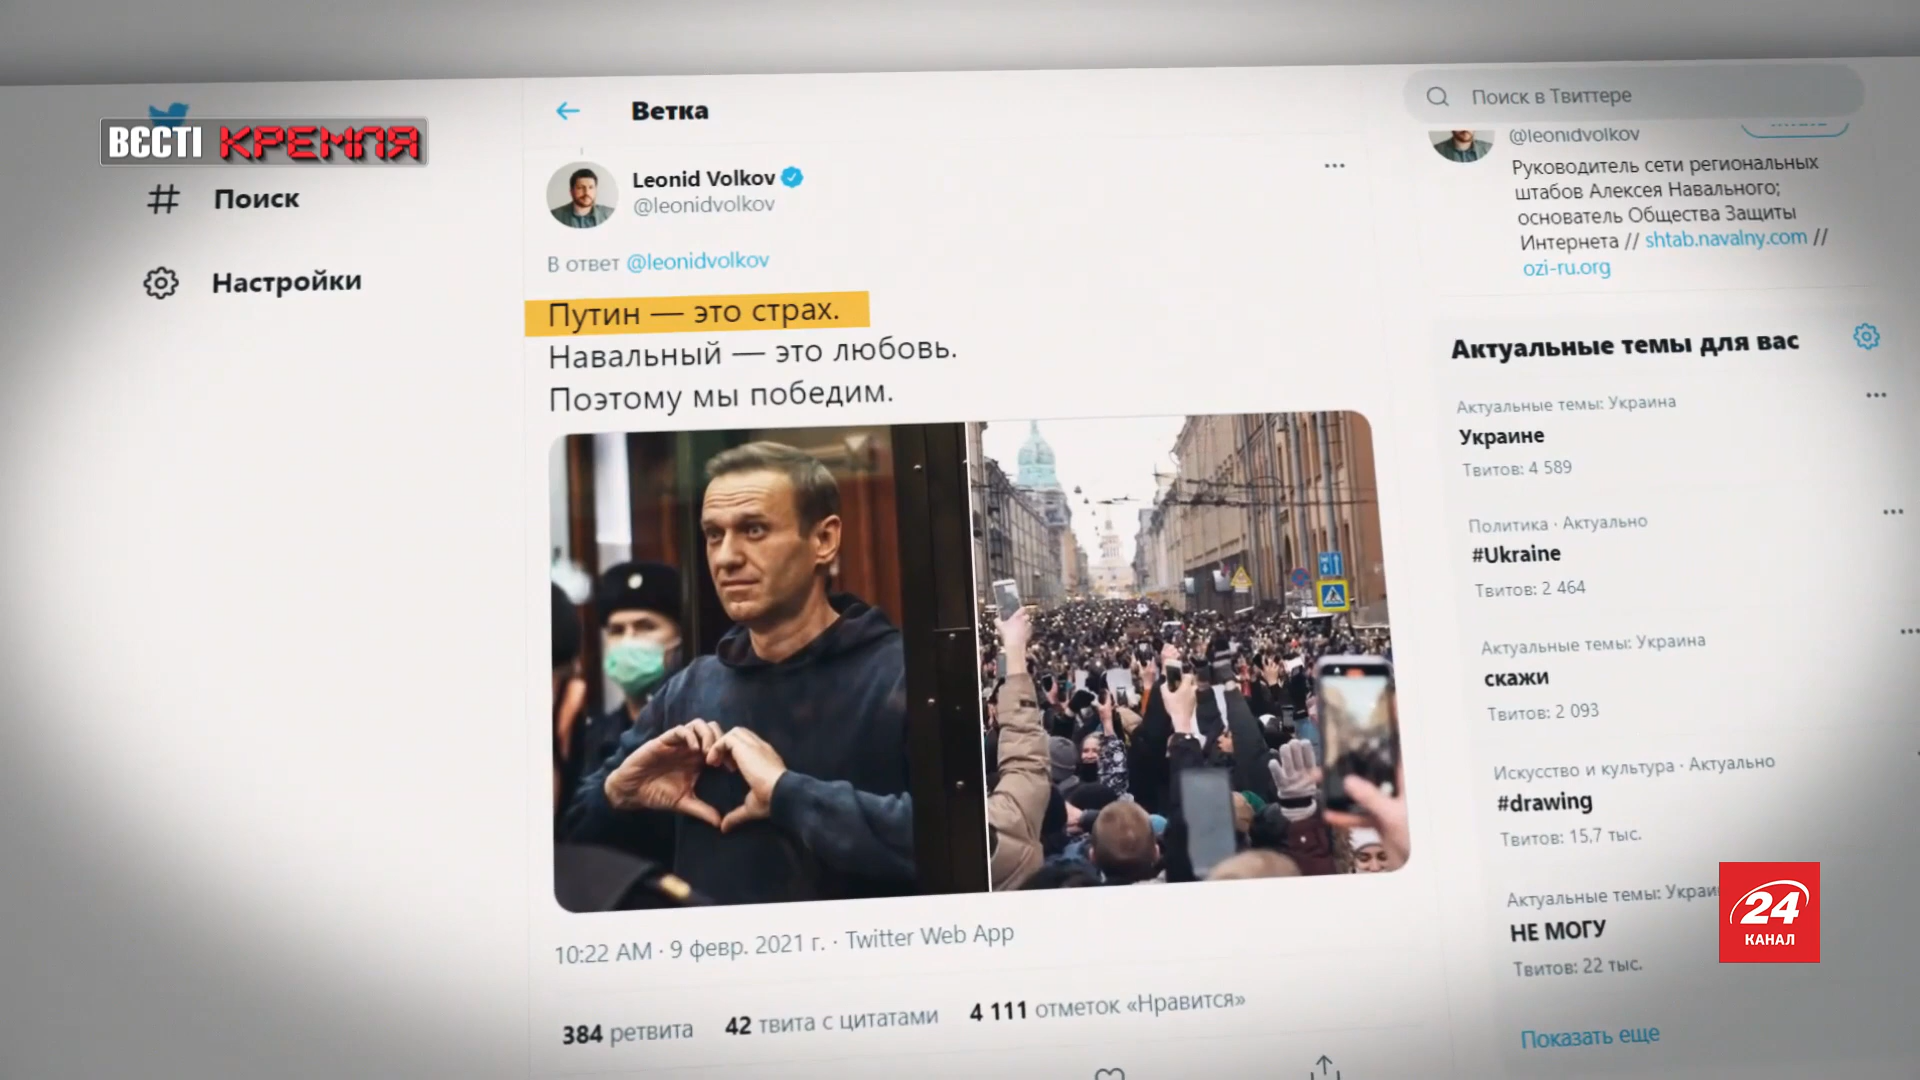 ВЄСТІ КРЕМЛЯ
Поиск
Настройки
Ветка
Leonid Volkov
@leonidvolkov
В ответ @leonidvolkov
Путин — это страх.
Навальный — это любовь.
Поэтому мы победим.
10:22 AM · 9 февр. 2021 г. · Twitter Web App
384 ретвита 42 твита с цитатами 4 111 отметок «Нравится»
Поиск в Твиттере
@leonidvolkov
Руководитель сети региональных
штабов Алексея Навального;
основатель Общества Защиты
Интернета // shtab.navalny.com //
ozi-ru.org
Актуальные темы для вас
Актуальные темы: Украина
Украине
Твитов: 4 589
Политика · Актуально
#Ukraine
Твитов: 2 464
Актуальные темы: Украина
скажи
Твитов: 2 093
Искусство и культура · Актуально
#drawing
Твитов: 15,7 тыс.
Актуальные темы: Украи
НЕ МОГУ
Твитов: 22 тыс.
Показать еще
24
КАНАЛ